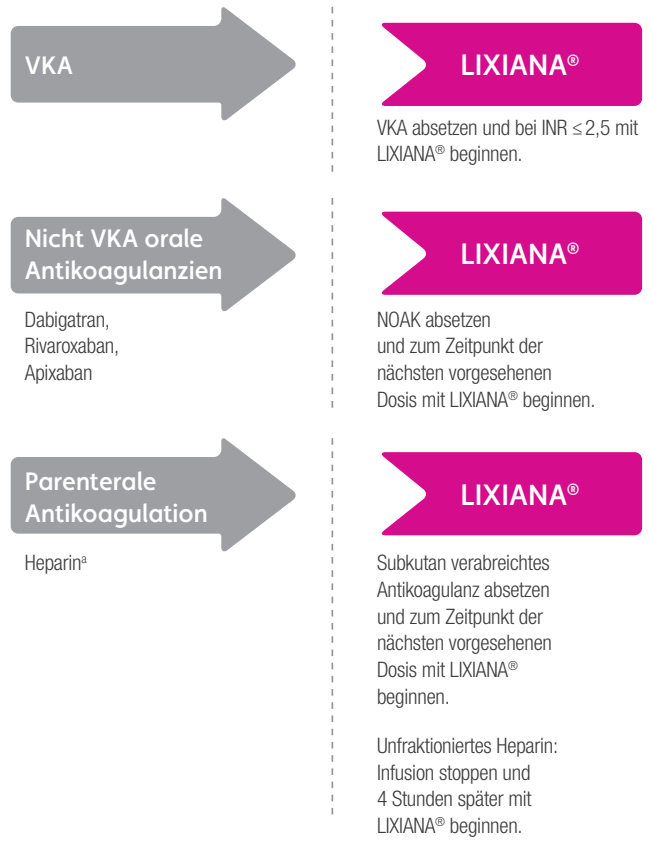 VKA
LIXIANA®
VKA absetzen und bei INR ≤ 2,5 mit
LIXIANA® beginnen.
Nicht VKA orale
Antikoagulanzien
LIXIANA®
Dabigatran,
Rivaroxaban,
Apixaban
NOAK absetzen
und zum Zeitpunkt der
nächsten vorgesehenen
Dosis mit LIXIANA® beginnen.
Parenterale
Antikoagulation
LIXIANA®
Heparinᵃ
Subkutan verabreichtes
Antikoagulanz absetzen
und zum Zeitpunkt der
nächsten vorgesehenen
Dosis mit LIXIANA®
beginnen.
Unfraktioniertes Heparin:
Infusion stoppen und
4 Stunden später mit
LIXIANA® beginnen.